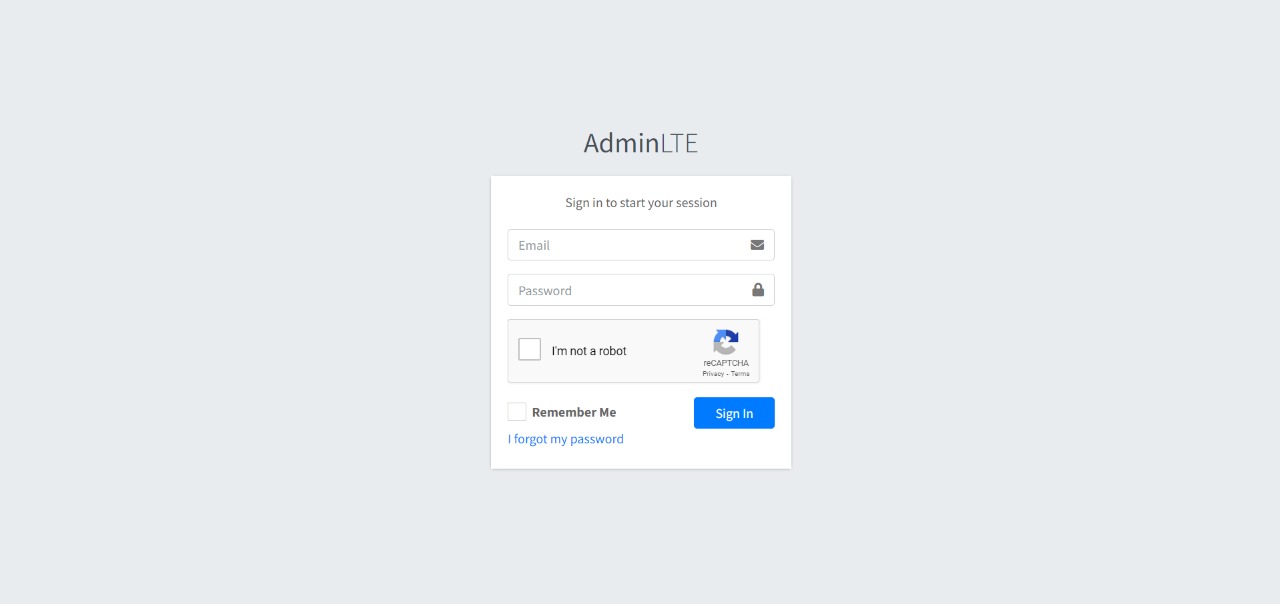 AdminLTE
Sign in to start your session
Email
Password
I'm not a robot
reCAPTCHA
Privacy - Terms
Remember Me
Sign In
I forgot my password